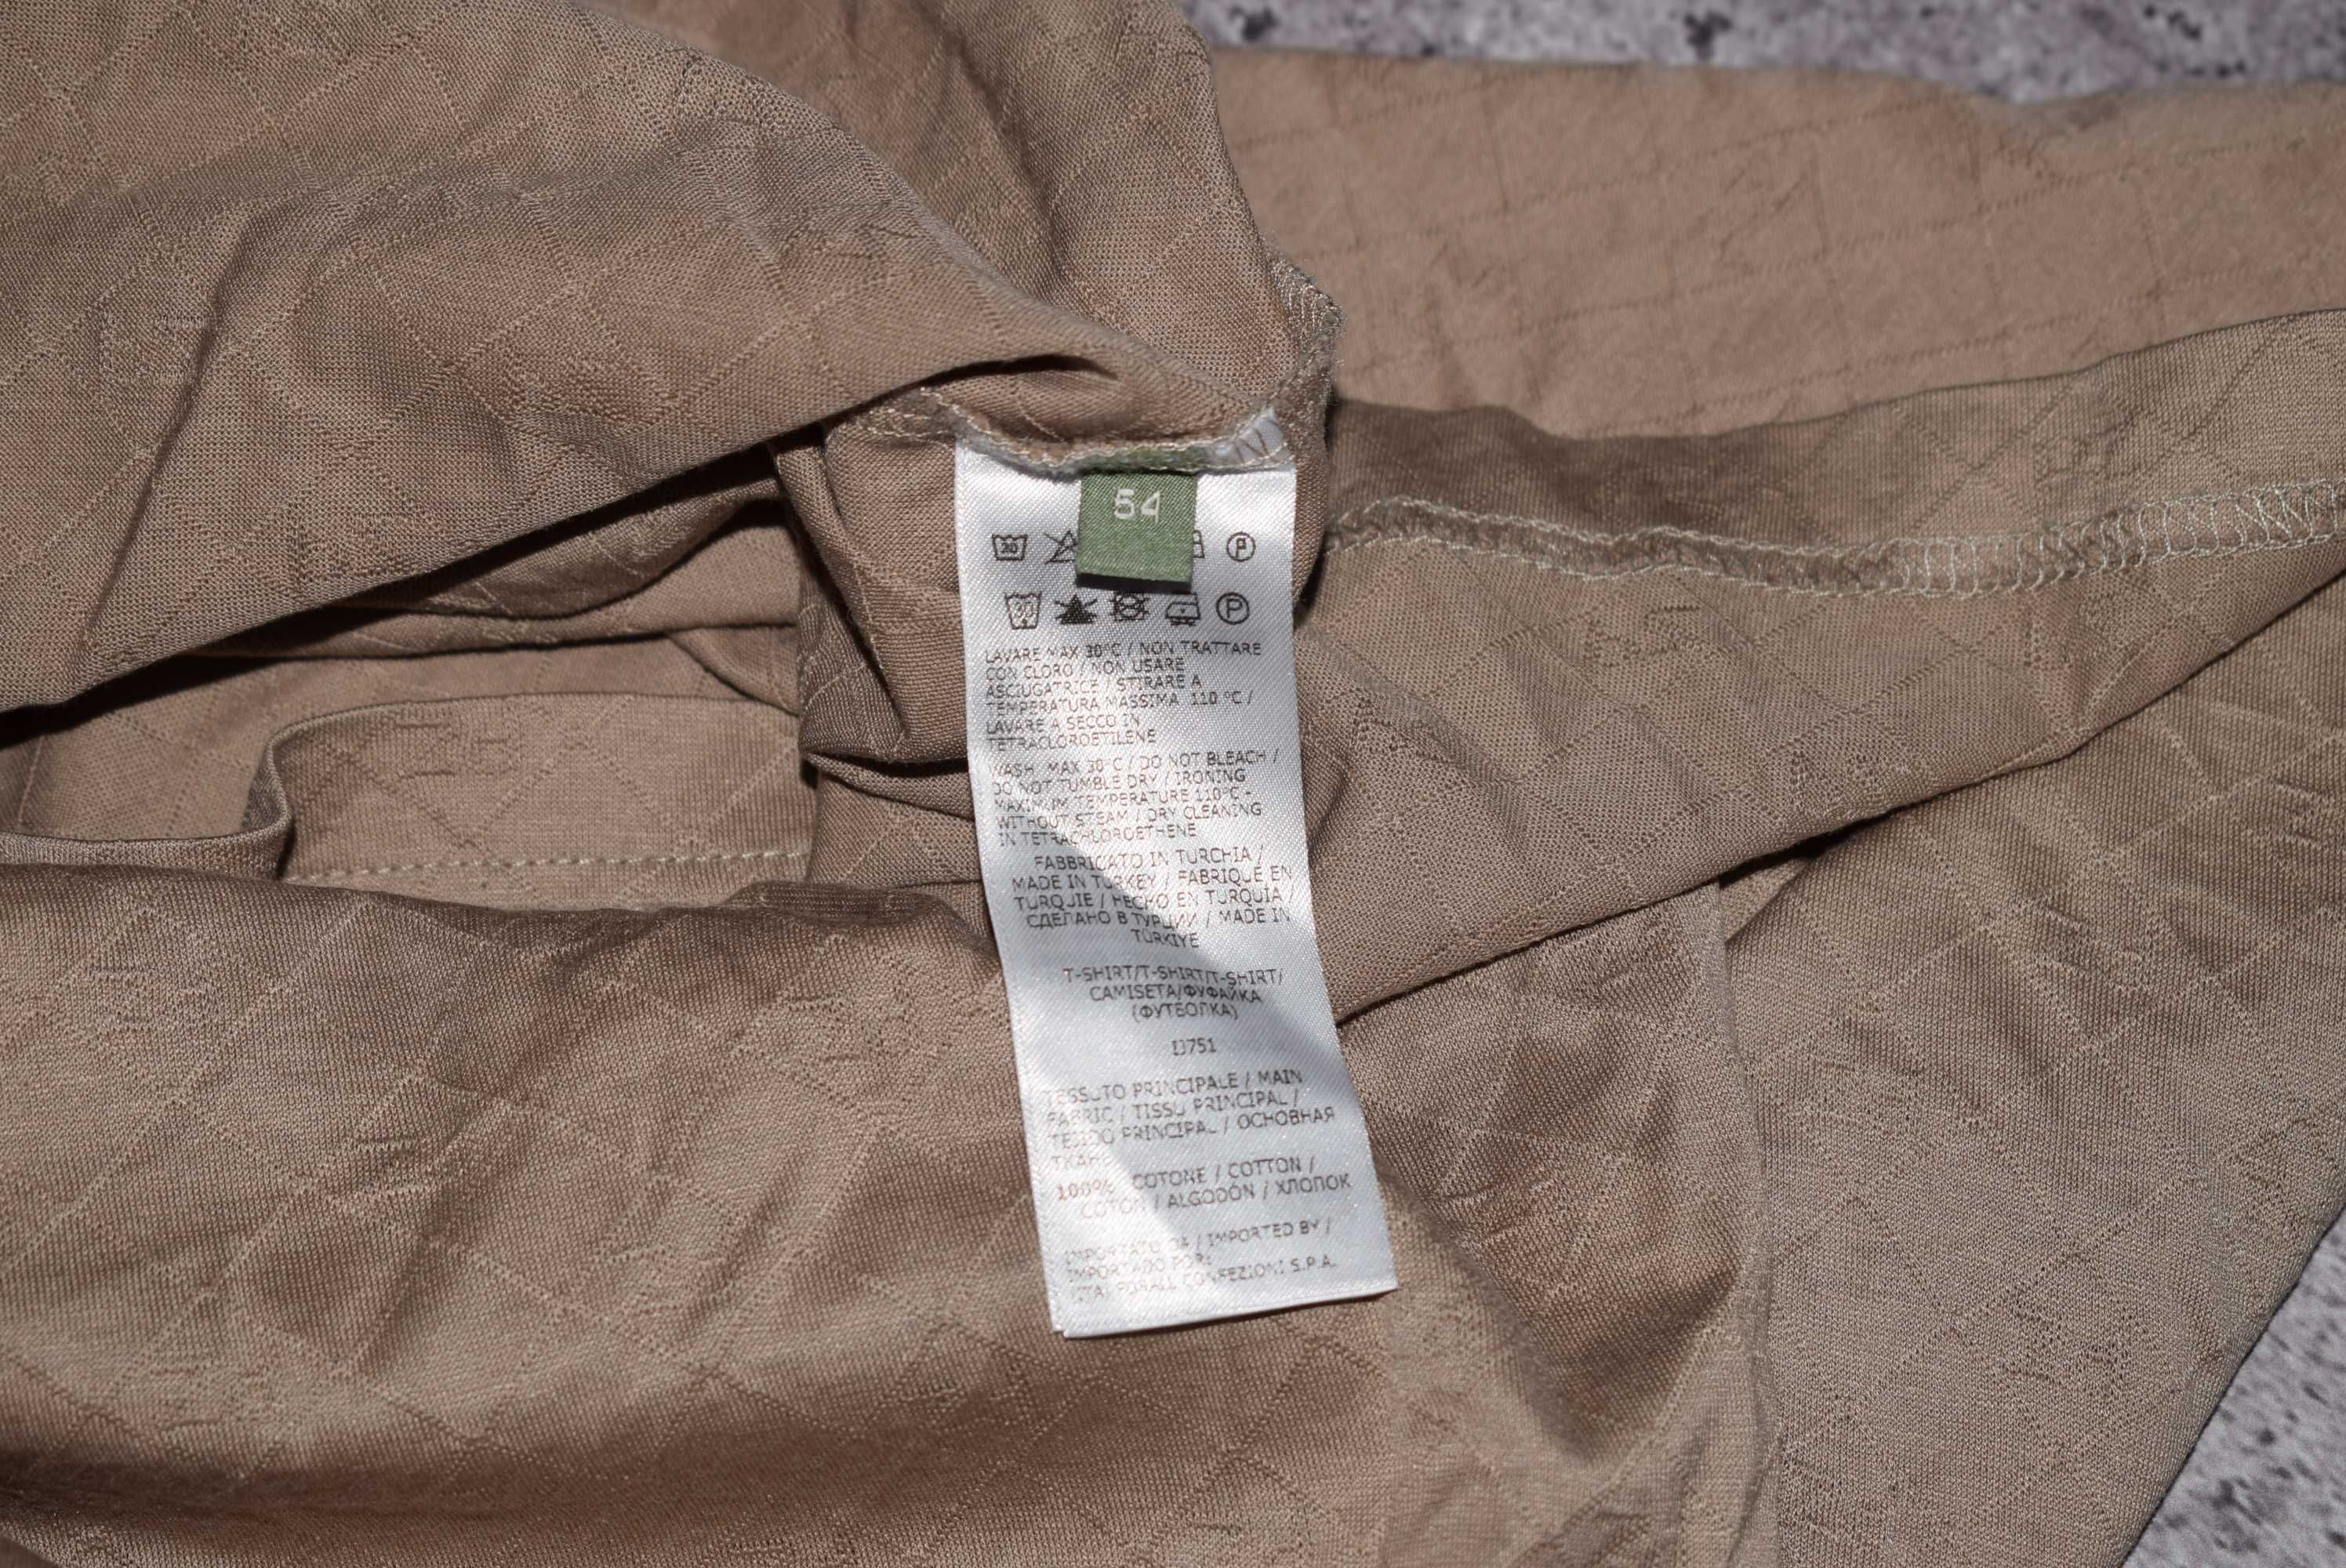 54
30
P
30
P
LAVARE MAX 30°C / NON TRATTARE
CON CLORO / NON USARE
ASCIUGATRICE / STIRARE A
TEMPERATURA MASSIMA 110 °C /
LAVARE A SECCO IN
TETRACLOROETILENE
WASH MAX 30°C / DO NOT BLEACH /
DO NOT TUMBLE DRY / IRONING
MAXIMUM TEMPERATURE 110°C -
WITHOUT STEAM / DRY CLEANING
IN TETRACHLOROETHENE
FABBRICATO IN TURCHIA /
MADE IN TURKEY / FABRIQUÉ EN
TURQUIE / HECHO EN TURQUÍA /
СДЕЛАНО В ТУРЦИИ / MADE IN
TÜRKIYE
T-SHIRT/T-SHIRT/T-SHIRT/
CAMISETA/ФУФАЙКА
(ФУТБОЛКА)
TESSUTO PRINCIPALE / MAIN
FABRIC / TISSU PRINCIPAL /
TEJIDO PRINCIPAL / ОСНОВНАЯ
ТКАНЬ
100% COTONE / COTTON /
COTON / ALGODÓN / ХЛОПОК
IMPORTATO DA / IMPORTED BY /
IMPORTADO POR:
CONFEZIONI S.P.A.